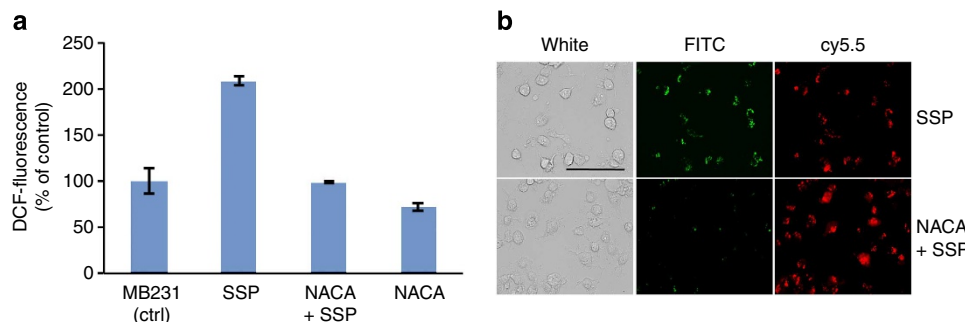 a
DCF-fluorescence
(% of control)
250
200
150
100
50
0
MB231
(ctrl)
SSP
NACA
+ SSP
NACA
b
White
FITC
cy5.5
SSP
NACA
+ SSP